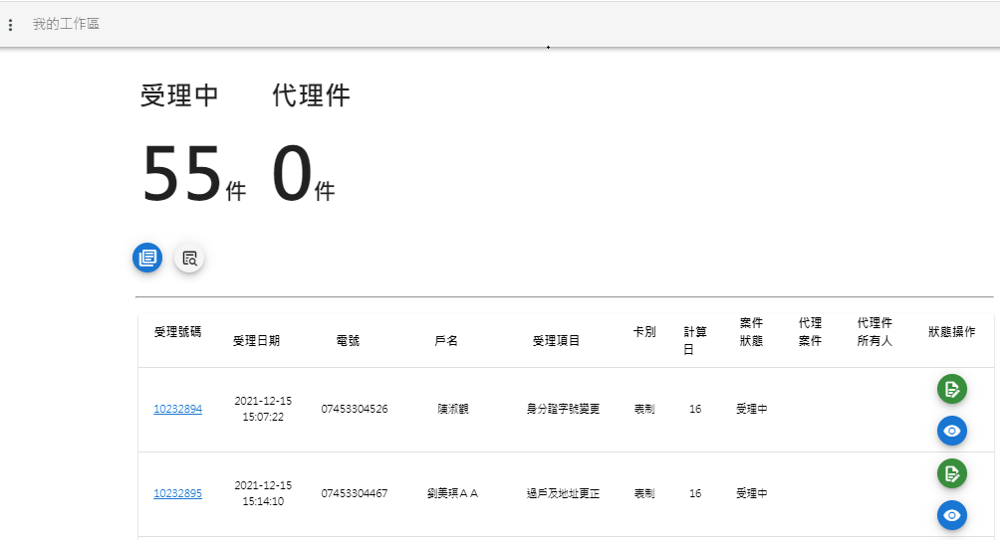 我的工作區
受理中 代理件
55件 0件
受理號碼 受理日期 電號 戶名 受理項目 卡別 計算日 案件狀態 代理案件 代理件所有人 狀態操作
10232894 2021-12-15 15:07:22 07453304526 陳淑觀 身分證字號變更 表制 16 受理中
10232895 2021-12-15 15:14:10 07453304467 劉美琪ＡＡ 過戶及地址更正 表制 16 受理中